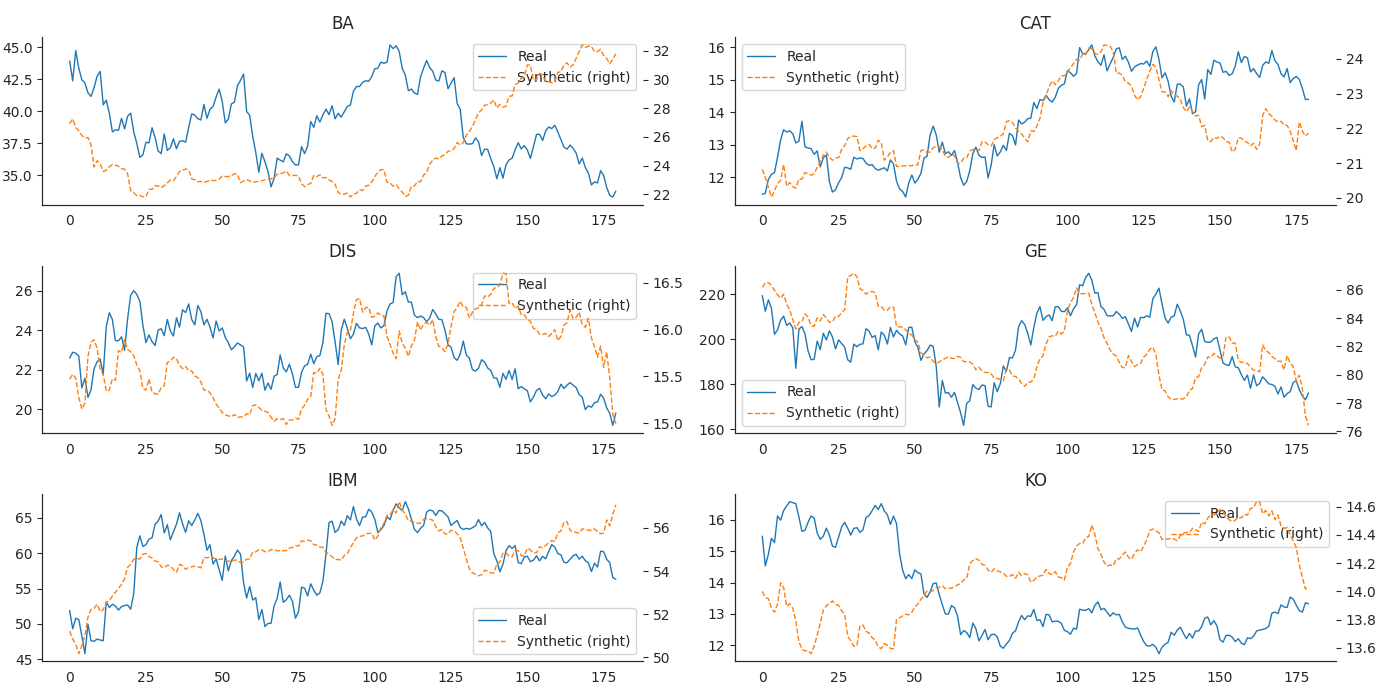 BA
45.0
42.5
40.0
37.5
35.0
32
30
28
26
24
22
Real
Synthetic (right)
0 25 50 75 100 125 150 175
CAT
16
15
14
13
12
24
23
22
21
20
Real
Synthetic (right)
0 25 50 75 100 125 150 175
DIS
26
24
22
20
16.5
16.0
15.5
15.0
Real
Synthetic (right)
0 25 50 75 100 125 150 175
GE
220
200
180
160
86
84
82
80
78
76
Real
Synthetic (right)
0 25 50 75 100 125 150 175
IBM
65
60
55
50
45
56
54
52
50
Real
Synthetic (right)
0 25 50 75 100 125 150 175
KO
16
15
14
13
12
14.6
14.4
14.2
14.0
13.8
13.6
Real
Synthetic (right)
0 25 50 75 100 125 150 175